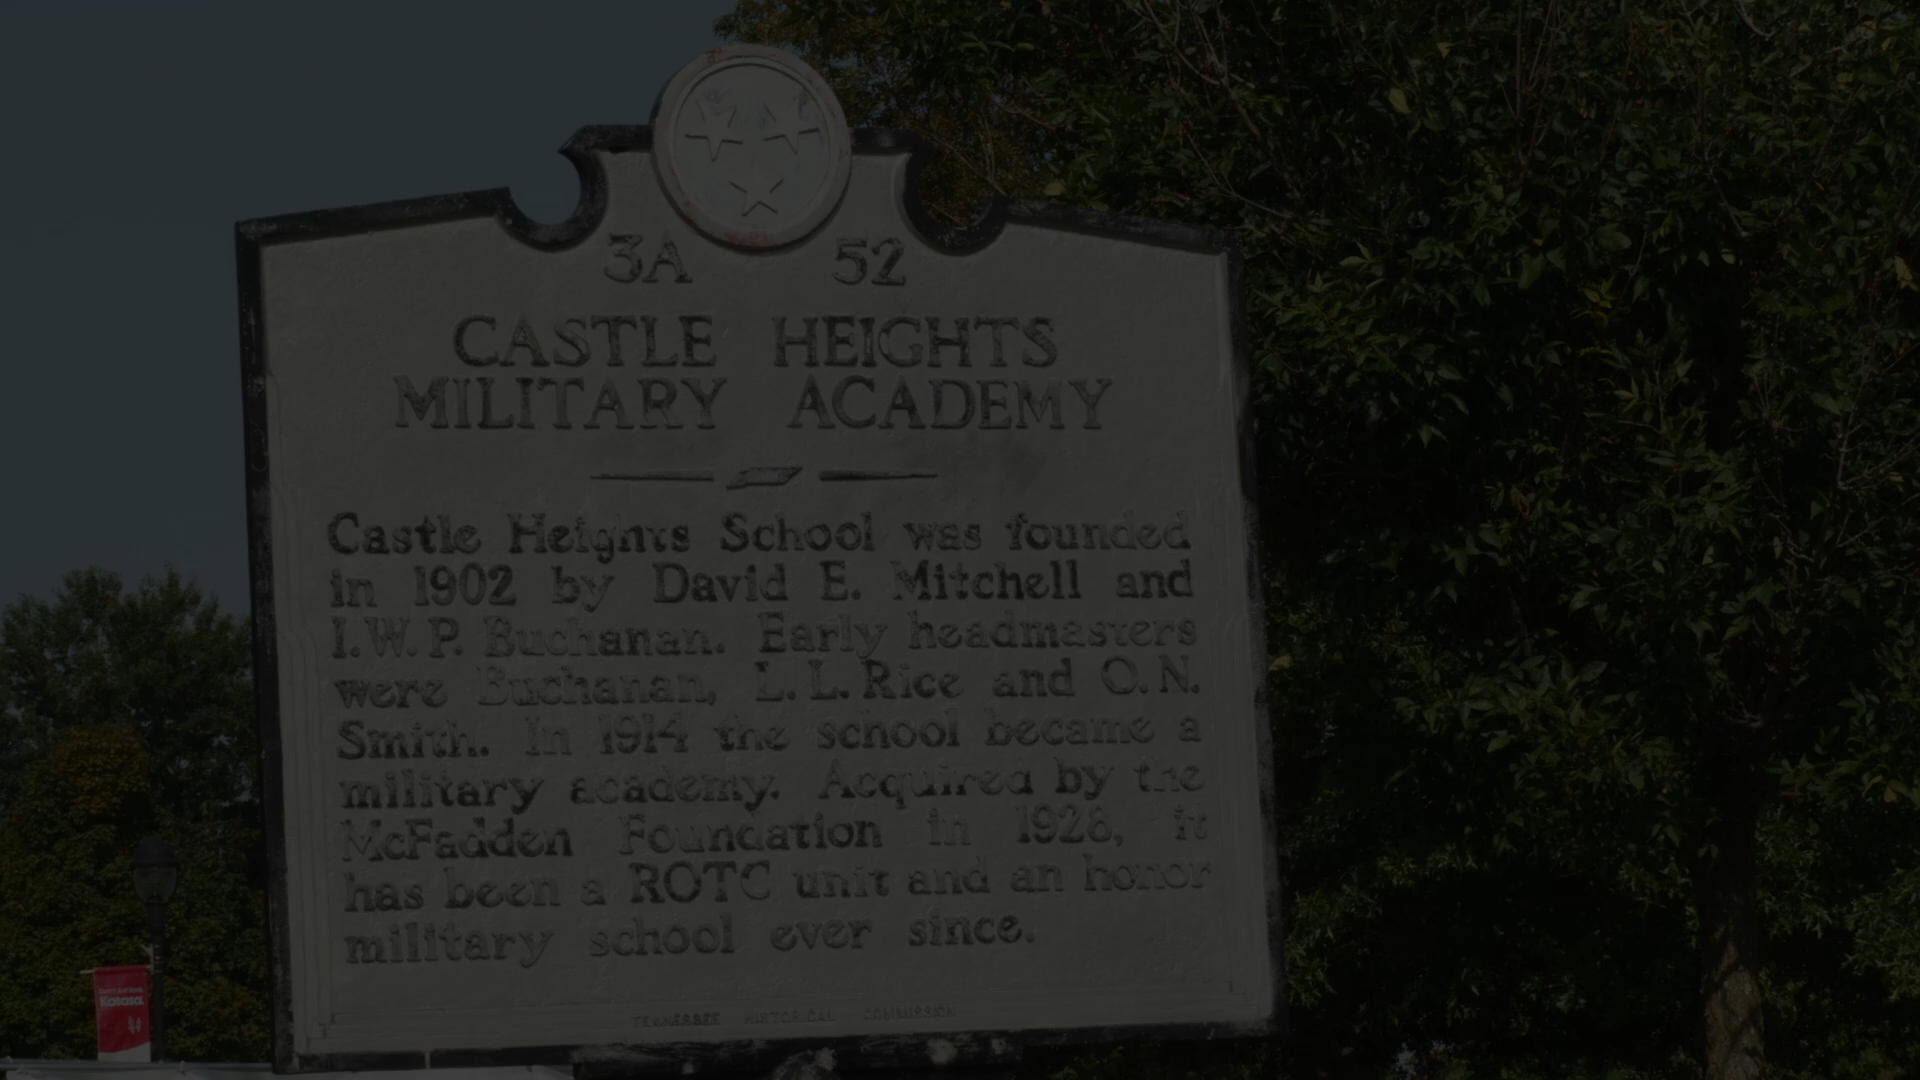 3A 52
CASTLE HEIGHTS
MILITARY ACADEMY
Castle Heights School was founded
in 1902 by David E. Mitchell and
I.W.P. Buchanan. Early headmasters
were Buchanan, L.L. Rice and O.N.
Smith. In 1914 the school became a
military academy. Acquired by the
McFadden Foundation in 1928, it
has been a ROTC unit and an honor
military school ever since.
TENNESSEE HISTORICAL COMMISSION
Kasasa.